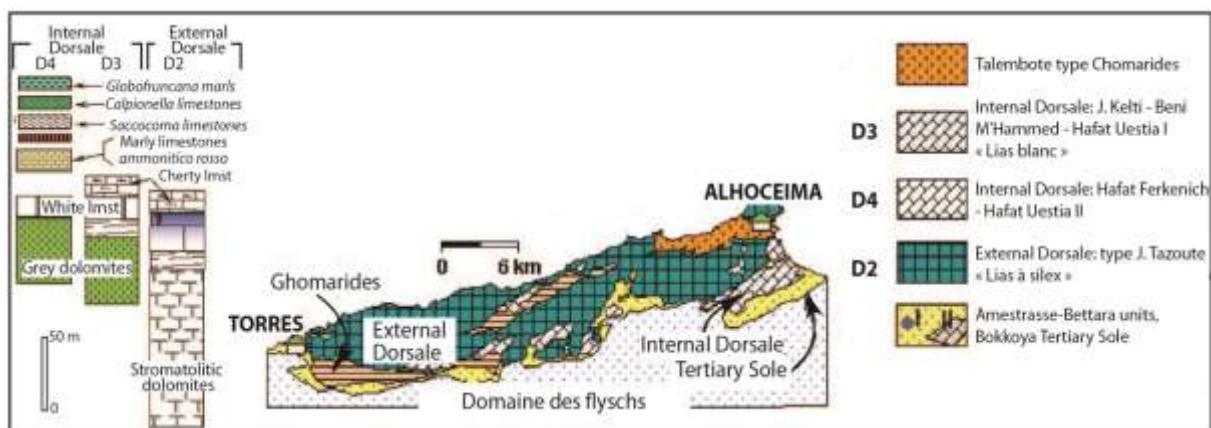 Internal
Dorsale
External
Dorsale
D4
D3
D2
Globofruncana marls
Calpionella limestones
Saccocoma limestones
Marly limestones
ammonitico rosso
Cherty lmst
White lmst
Grey dolomites
Stromatolitic
dolomites
50 m
0
ALHOCEIMA
0
6 km
Ghomarides
TORRES
External
Dorsale
Internal Dorsale
Tertiary Sole
Domaine des flyschs
Talembote type Chomarides
D3
Internal Dorsale: J. Kelti - Beni
M'Hammed - Hafat Uestia I
« Lias blanc »
D4
Internal Dorsale: Hafat Ferkenich
- Hafat Uestia II
D2
External Dorsale: type J. Tazoute
« Lias à silex »
Amestrasse-Bettara units,
Bokkoya Tertiary Sole